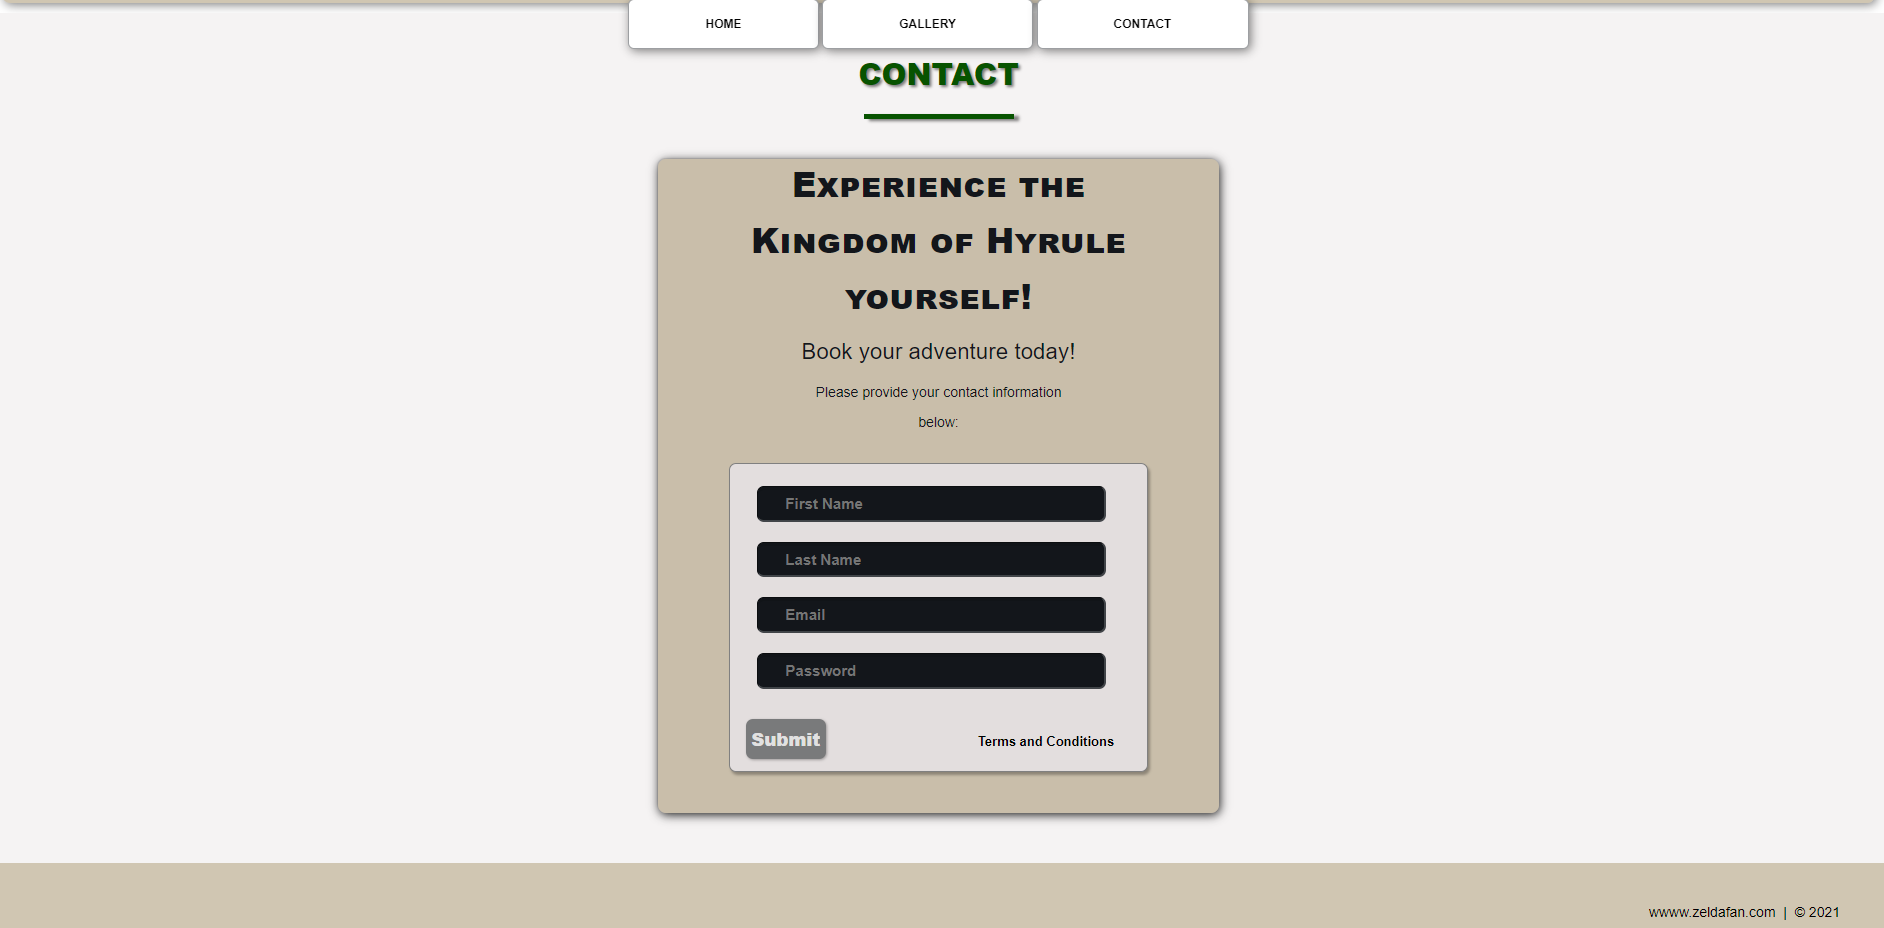 HOME GALLERY CONTACT
CONTACT
Experience the
Kingdom of Hyrule
yourself!
Book your adventure today!
Please provide your contact information
below:
First Name
Last Name
Email
Password
Submit Terms and Conditions
wwww.zeldafan.com | © 2021